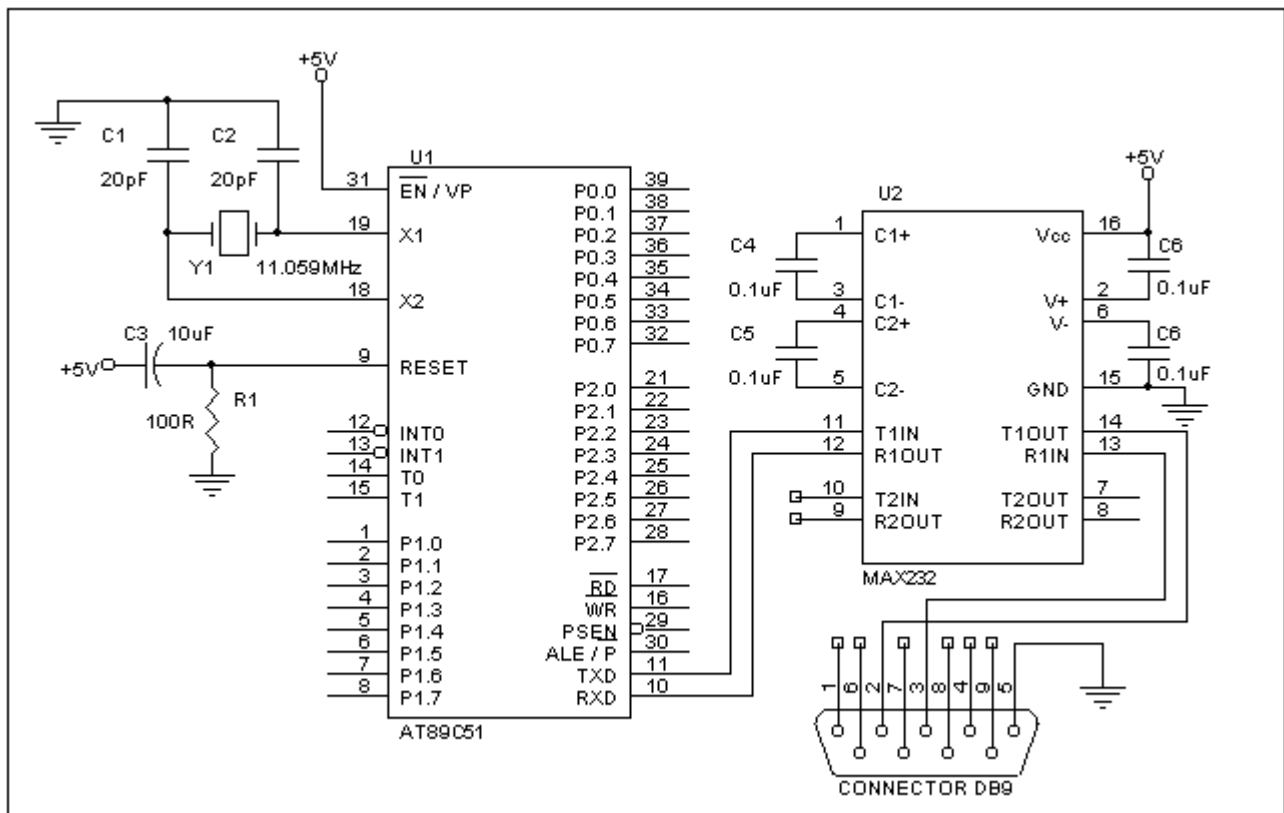 +5V
C1
C2
20pF
20pF
Y1
11.059MHz
C3
10uF
+5V
R1
100R
U1
31
EN / VP
19
X1
18
X2
9
RESET
12
INT0
13
INT1
14
T0
15
T1
1
P1.0
2
P1.1
3
P1.2
4
P1.3
5
P1.4
6
P1.5
7
P1.6
8
P1.7
P0.0
39
P0.1
38
P0.2
37
P0.3
36
P0.4
35
P0.5
34
P0.6
33
P0.7
32
P2.0
21
P2.1
22
P2.2
23
P2.3
24
P2.4
25
P2.5
26
P2.6
27
P2.7
28
RD
17
WR
16
PSEN
29
ALE / P
30
TXD
11
RXD
10
AT89C51
U2
+5V
C4
0.1uF
C5
0.1uF
1
C1+
3
C1-
4
C2+
5
C2-
11
T1IN
12
R1OUT
10
T2IN
9
R2OUT
Vcc
16
V+
2
V-
6
GND
15
T1OUT
14
R1IN
13
T2OUT
7
R2OUT
8
C6
0.1uF
C6
0.1uF
MAX232
1
6
2
7
3
8
4
9
5
CONNECTOR DB9